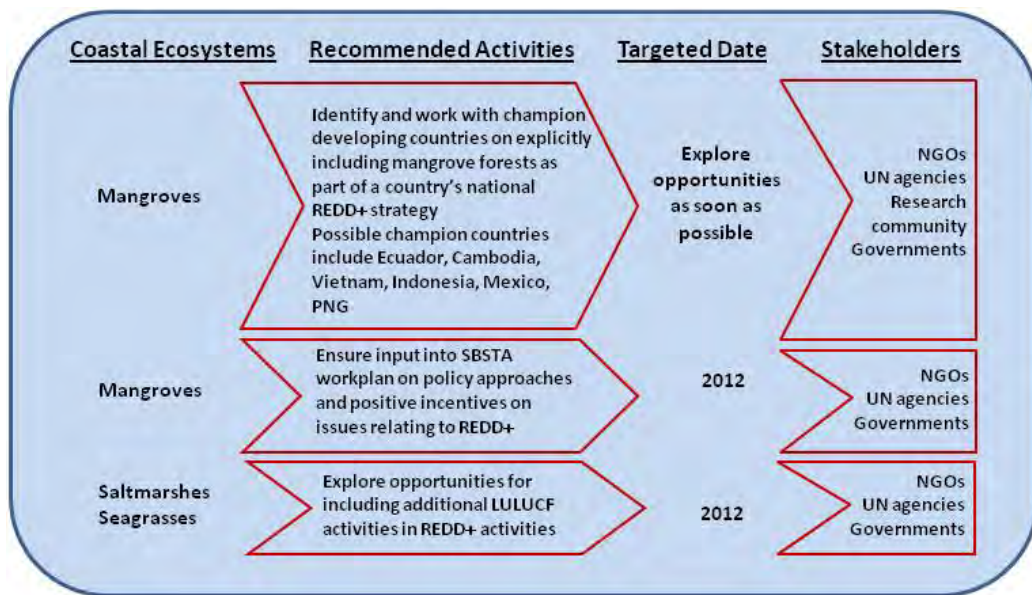 Coastal Ecosystems
Recommended Activities
Targeted Date
Stakeholders
Mangroves
Identify and work with champion
developing countries on explicitly
including mangrove forests as
part of a country's national
REDD+ strategy
Possible champion countries
include Ecuador, Cambodia,
Vietnam, Indonesia, Mexico,
PNG
Explore
opportunities
as soon as
possible
NGOs
UN agencies
Research
community
Governments
Mangroves
Ensure input into SBSTA
workplan on policy approaches
and positive incentives on
issues relating to REDD+
2012
NGOs
UN agencies
Governments
Saltmarshes
Seagrasses
Explore opportunities for
including additional LULUCF
activities in REDD+ activities
2012
NGOs
UN agencies
Governments